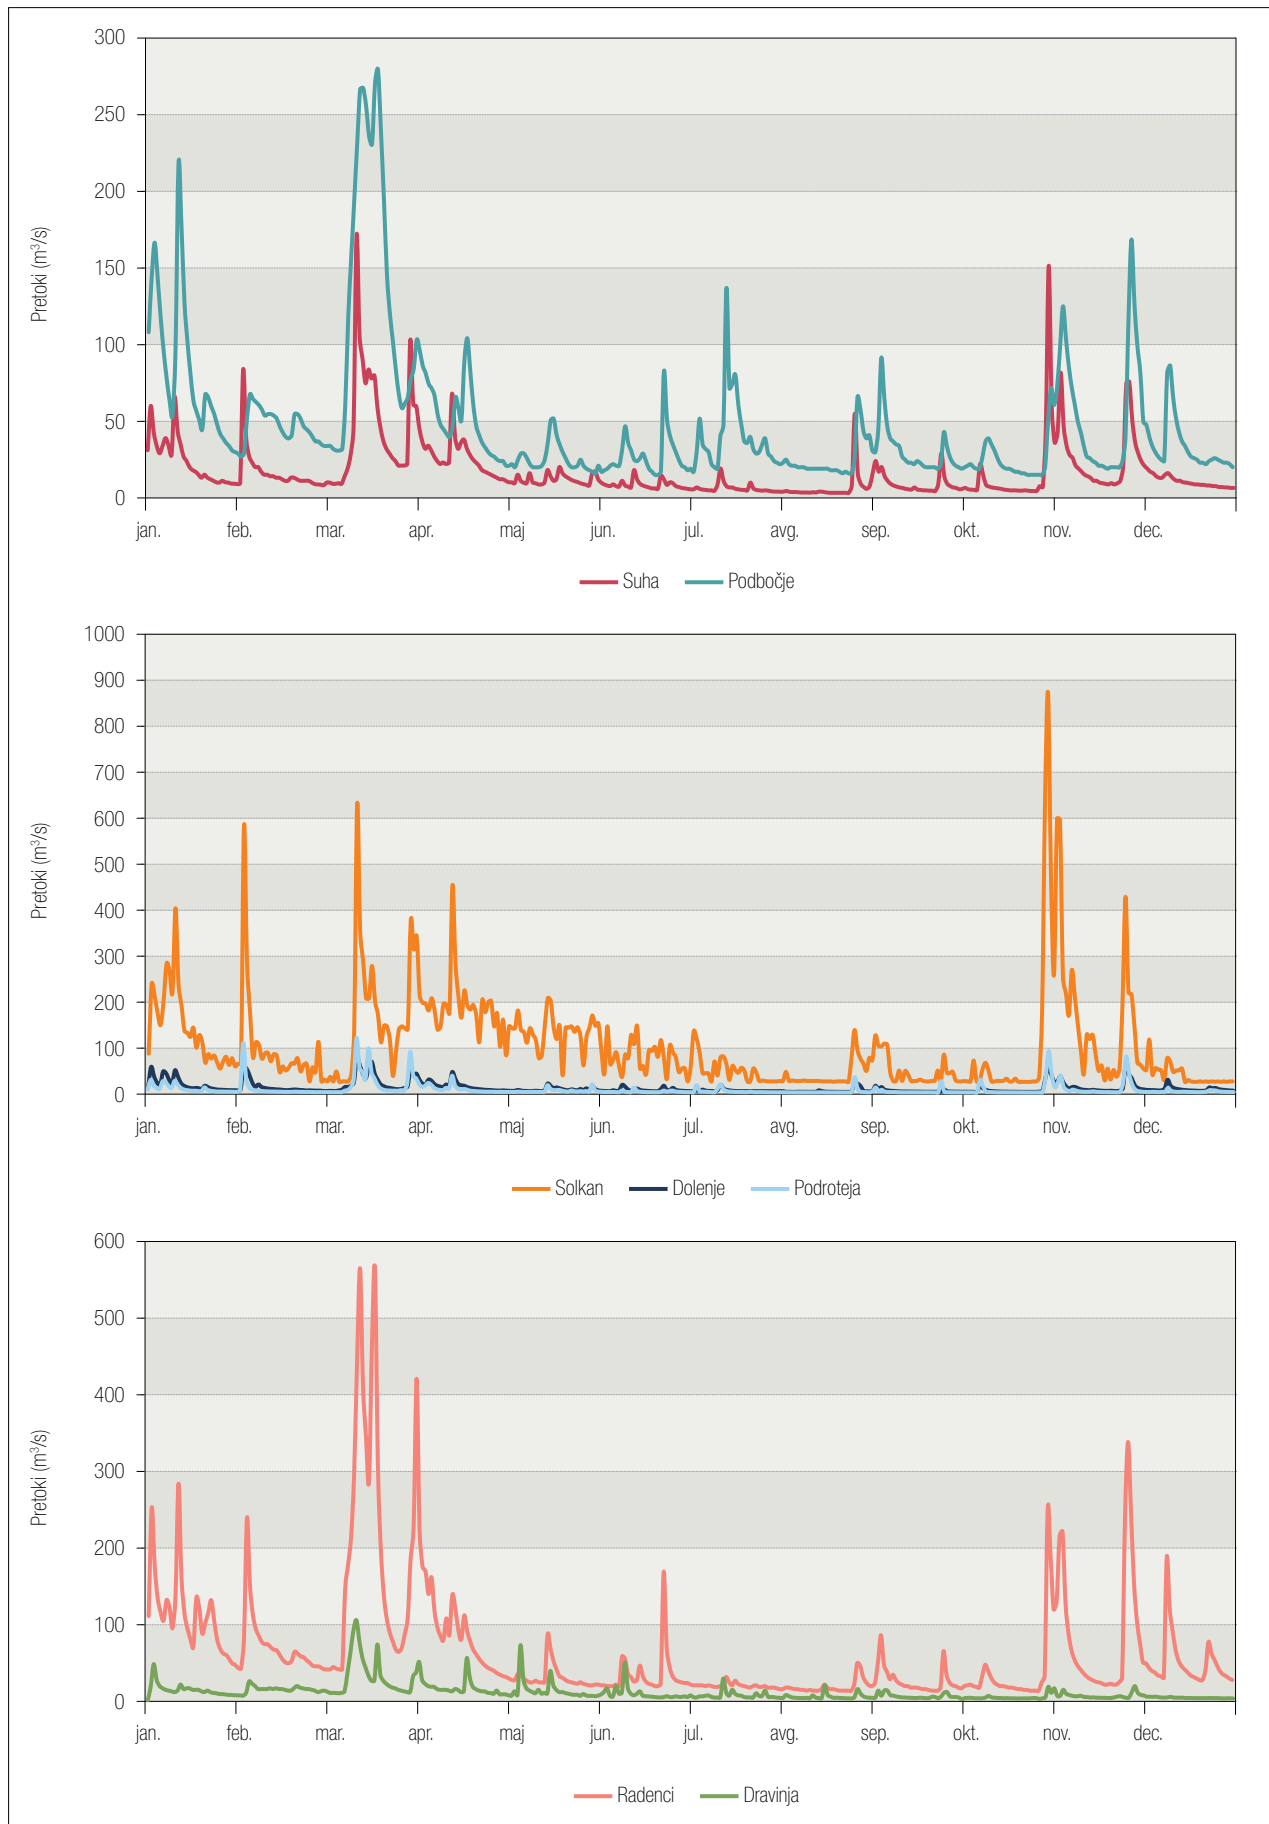 300
250
200
150
100
50
0
Pretoki (m³/s)
jan. feb. mar. apr. maj jun. jul. avg. sep. okt. nov. dec.
Suha Podbočje
1000
900
800
700
600
500
400
300
200
100
0
Pretoki (m³/s)
jan. feb. mar. apr. maj jun. jul. avg. sep. okt. nov. dec.
Solkan Dolenje Podroteja
600
500
400
300
200
100
0
Pretoki (m³/s)
jan. feb. mar. apr. maj jun. jul. avg. sep. okt. nov. dec.
Radenci Dravinja